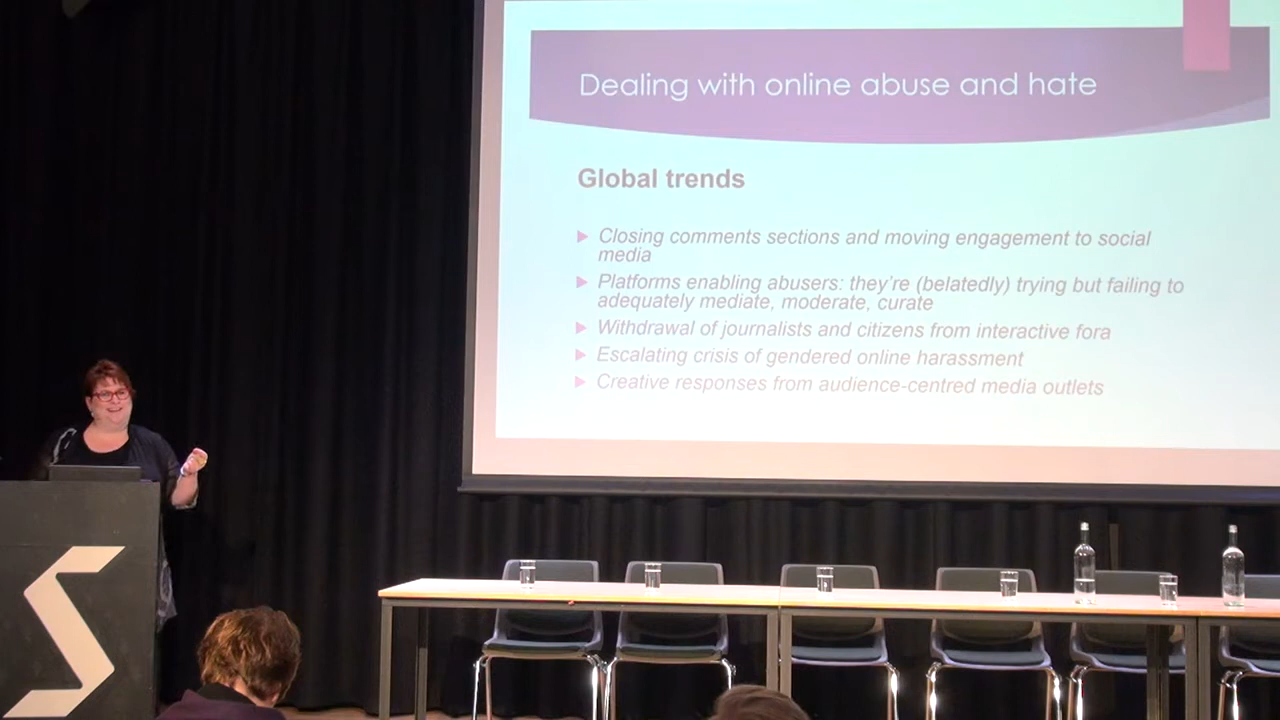 Dealing with online abuse and hate
Global trends
Closing comments sections and moving engagement to social
media
Platforms enabling abusers: they're (belatedly) trying but failing to
adequately mediate, moderate, curate
Withdrawal of journalists and citizens from interactive fora
Escalating crisis of gendered online harassment
Creative responses from audience-centred media outlets